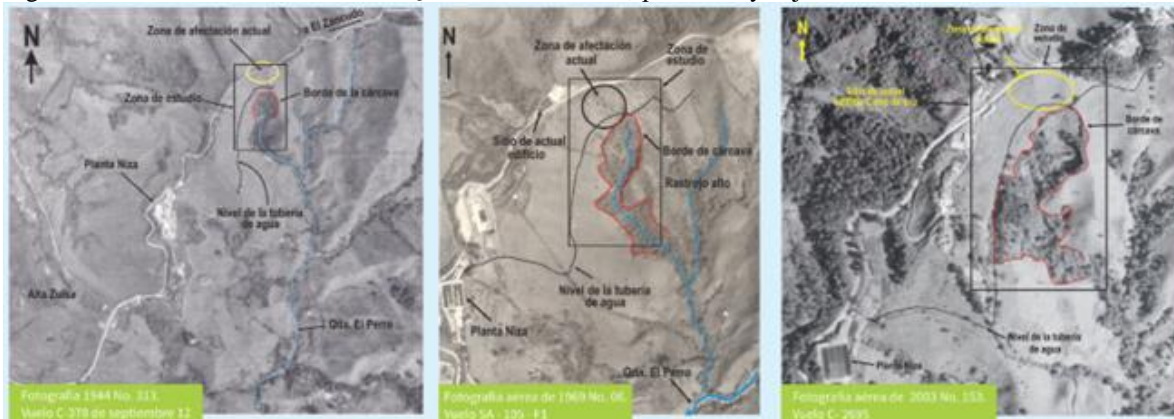 N
Zona de afectación
actual
a El Zancudo
Zona de estudio
Borde de la
cárcava
Planta Niza
Nivel de la tubería
de agua
Alta Zulsa
Qda. El Perro
Fotografía 1944 No. 313.
Vuelo C-378 de septiembre 12
N
Zona de afectación
actual
Zona de
estudio
Sitio de actual
edificio
Borde de cárcava
Rastrojo alto
Nivel de la tubería
de agua
Planta Niza
Qda. El Perro
Fotografía aérea de 1969 No. 06.
Vuelo SA - 105 - F1
N
Zona de
estudio
Borde de
cárcava
Nivel de la tubería
de agua
Planta Niza
Fotografía aérea de 2003 No. 153.
Vuelo C- 2695